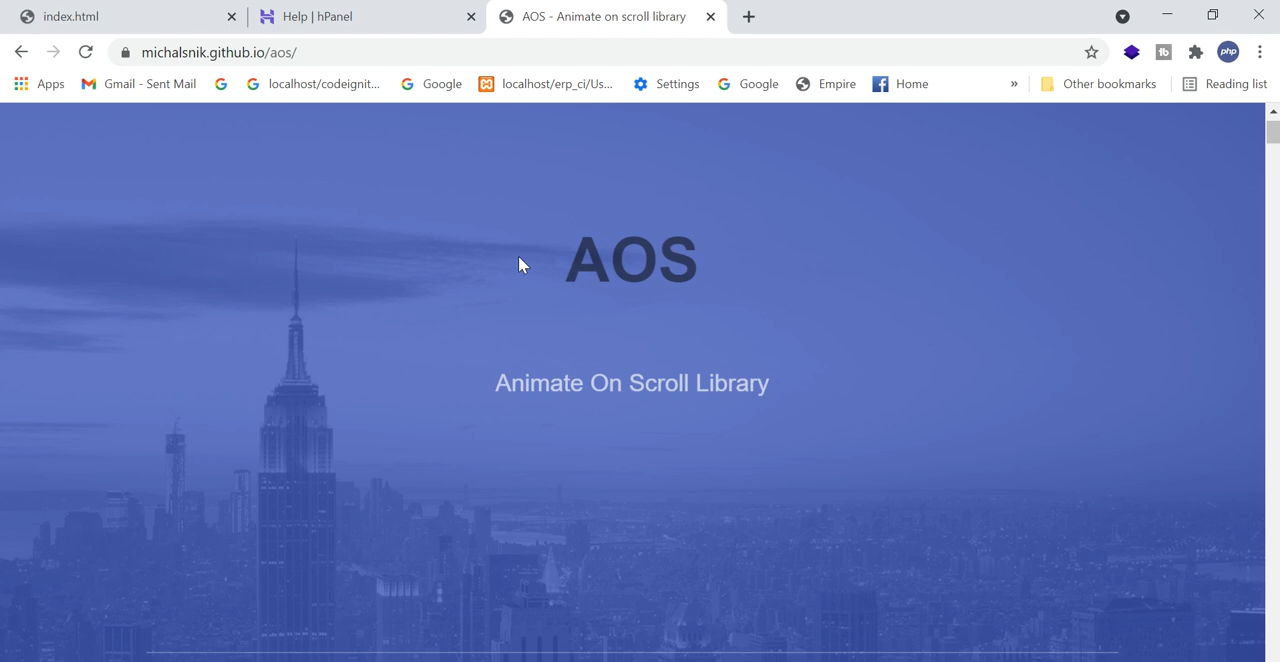 index.html
Help | hPanel
AOS - Animate on scroll library
michalsnik.github.io/aos/
php
Apps
Gmail - Sent Mail
localhost/codeignit...
Google
localhost/erp_ci/Us...
Settings
Google
Empire
Home
»
Other bookmarks
Reading list
AOS
Animate On Scroll Library